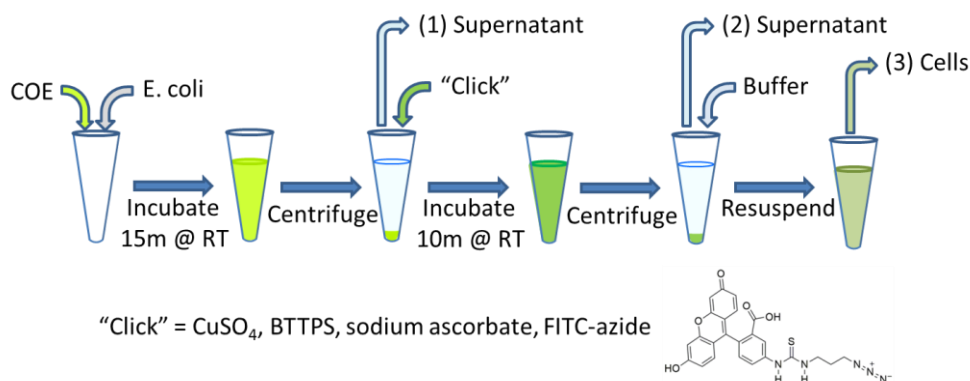 (1) Supernatant
(2) Supernatant
(3) Cells
COE
E. coli
“Click”
Buffer
Incubate
15m @ RT
Centrifuge
Incubate
10m @ RT
Centrifuge
Resuspend
“Click” = CuSO₄, BTTPS, sodium ascorbate, FITC-azide
O
O
O
OH
HO
S
N
H
N
H
N
N⁺
N⁻